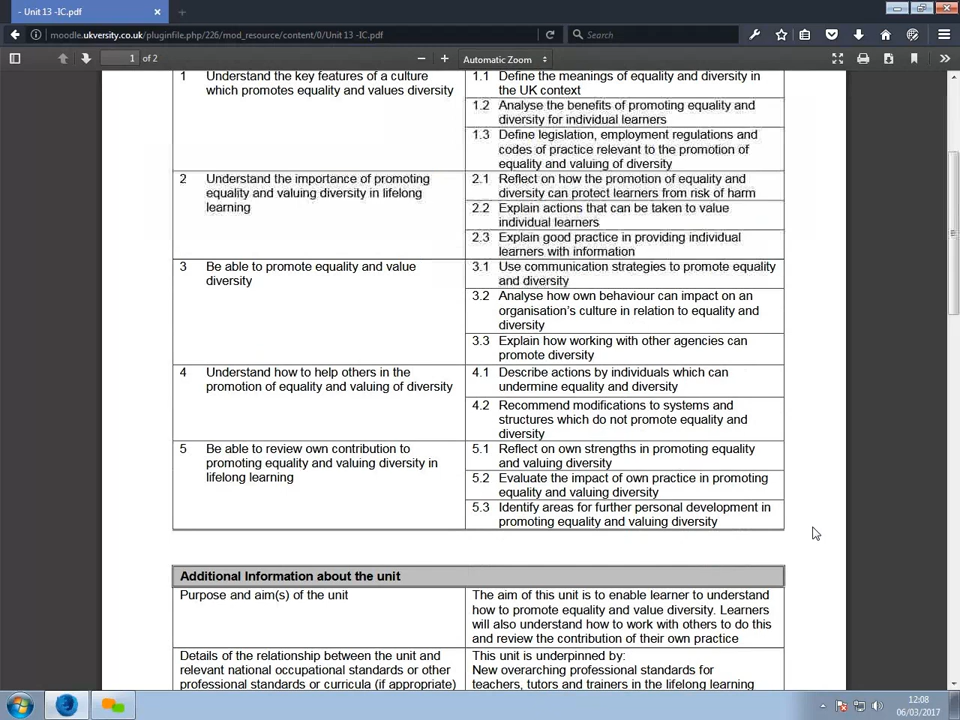 - Unit 13 -IC.pdf
moodle.ukversity.co.uk/pluginfile.php/226/mod_resource/content/0/Unit 13 -IC.pdf
Search
1 of 2
Automatic Zoom
1 Understand the key features of a culture
which promotes equality and values diversity
1.1 Define the meanings of equality and diversity in
the UK context
1.2 Analyse the benefits of promoting equality and
diversity for individual learners
1.3 Define legislation, employment regulations and
codes of practice relevant to the promotion of
equality and valuing of diversity
2 Understand the importance of promoting
equality and valuing diversity in lifelong
learning
2.1 Reflect on how the promotion of equality and
diversity can protect learners from risk of harm
2.2 Explain actions that can be taken to value
individual learners
2.3 Explain good practice in providing individual
learners with information
3 Be able to promote equality and value
diversity
3.1 Use communication strategies to promote equality
and diversity
3.2 Analyse how own behaviour can impact on an
organisation's culture in relation to equality and
diversity
3.3 Explain how working with other agencies can
promote diversity
4 Understand how to help others in the
promotion of equality and valuing of diversity
4.1 Describe actions by individuals which can
undermine equality and diversity
4.2 Recommend modifications to systems and
structures which do not promote equality and
diversity
5 Be able to review own contribution to
promoting equality and valuing diversity in
lifelong learning
5.1 Reflect on own strengths in promoting equality
and valuing diversity
5.2 Evaluate the impact of own practice in promoting
equality and valuing diversity
5.3 Identify areas for further personal development in
promoting equality and valuing diversity
Additional Information about the unit
Purpose and aim(s) of the unit
The aim of this unit is to enable learner to understand
how to promote equality and value diversity. Learners
will also understand how to work with others to do this
and review the contribution of their own practice
Details of the relationship between the unit and
relevant national occupational standards or other
professional standards or curricula (if appropriate)
This unit is underpinned by:
New overarching professional standards for
teachers, tutors and trainers in the lifelong learning
12:08
06/03/2017